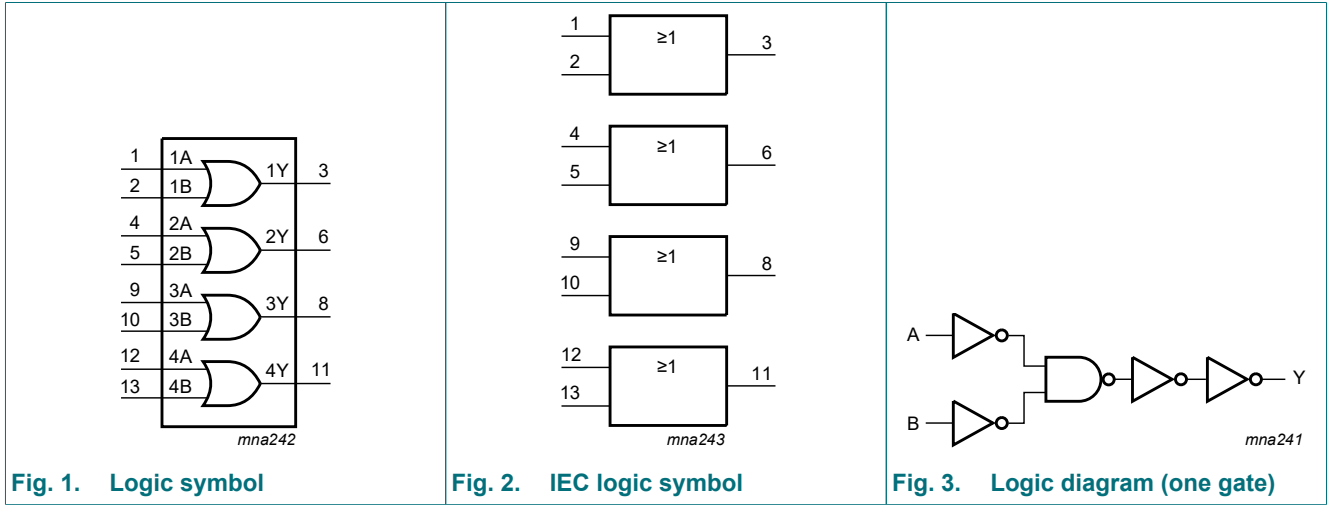 1 1A 1Y 3
2 1B
4 2A 2Y 6
5 2B
9 3A 3Y 8
10 3B
12 4A 4Y 11
13 4B
mna242
Fig. 1. Logic symbol
1 ≥1 3
2
4 ≥1 6
5
9 ≥1 8
10
12 ≥1 11
13
mna243
Fig. 2. IEC logic symbol
A
Y
B
mna241
Fig. 3. Logic diagram (one gate)